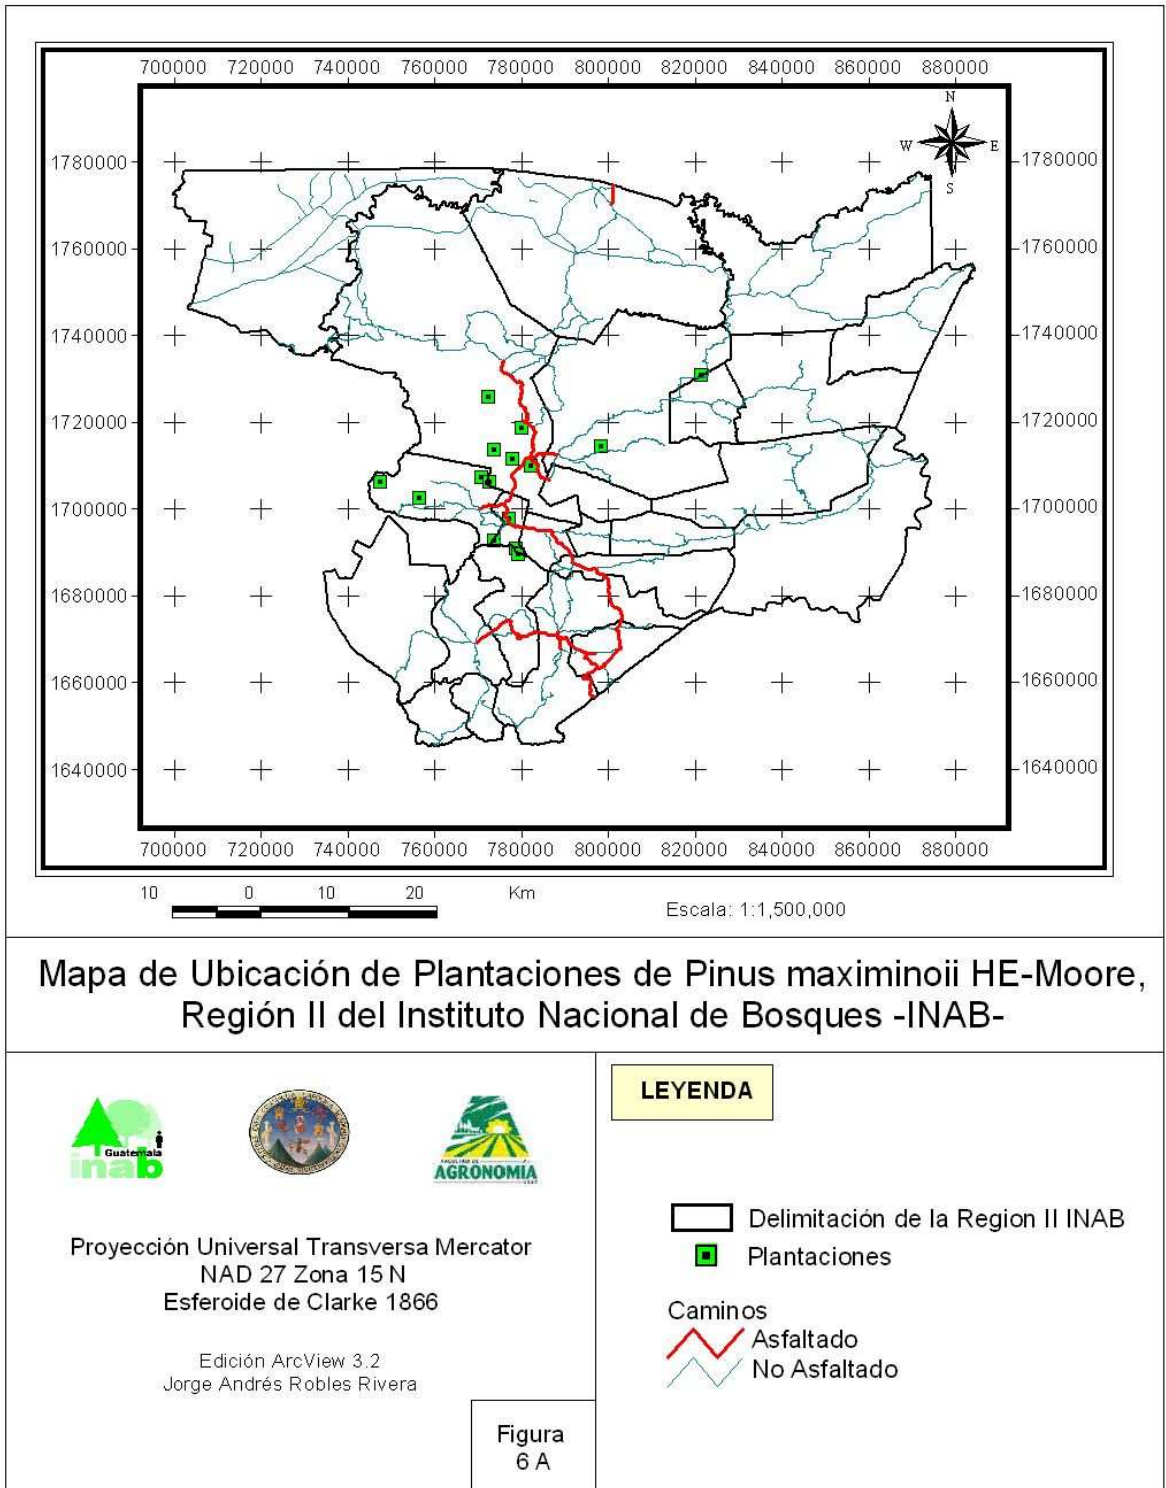 700000 720000 740000 760000 780000 800000 820000 840000 860000 880000
N
W E
S
1780000 1780000
1760000 1760000
1740000 1740000
1720000 1720000
1700000 1700000
1680000 1680000
1660000 1660000
1640000 1640000
700000 720000 740000 760000 780000 800000 820000 840000 860000 880000
10 0 10 20 Km
Escala: 1:1,500,000
Mapa de Ubicación de Plantaciones de Pinus maximinoii HE-Moore,
Región II del Instituto Nacional de Bosques -INAB-
Guatemala
inab
FACULTAD DE
AGRONOMIA
Proyección Universal Transversa Mercator
NAD 27 Zona 15 N
Esferoide de Clarke 1866
Edición ArcView 3.2
Jorge Andrés Robles Rivera
Figura
6 A
LEYENDA
Delimitación de la Region II INAB
Plantaciones
Caminos
Asfaltado
No Asfaltado